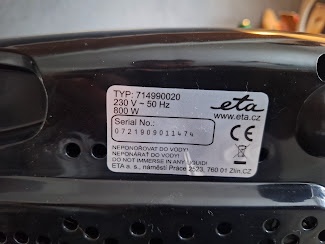 TYP: 714990020
230 V ~ 50 Hz
800 W
eta
www.eta.cz
Serial No.:
0721909011474
CE
NEPONOŘOVAT DO VODY!
NEPONÁRAŤ DO VODY!
DO NOT IMMERSE IN ANY LIQUID!
ETA a. s., náměstí Práce 2523, 760 01 Zlín, CZ